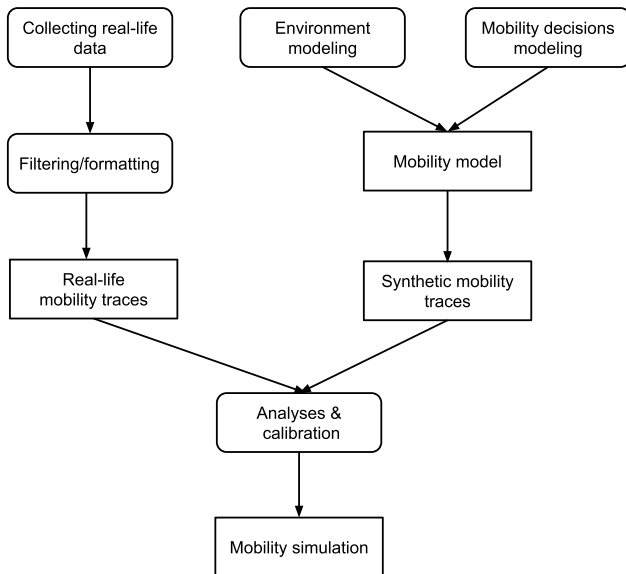 Collecting real-life
data
Environment
modeling
Mobility decisions
modeling
Filtering/formatting
Mobility model
Real-life
mobility traces
Synthetic mobility
traces
Analyses &
calibration
Mobility simulation